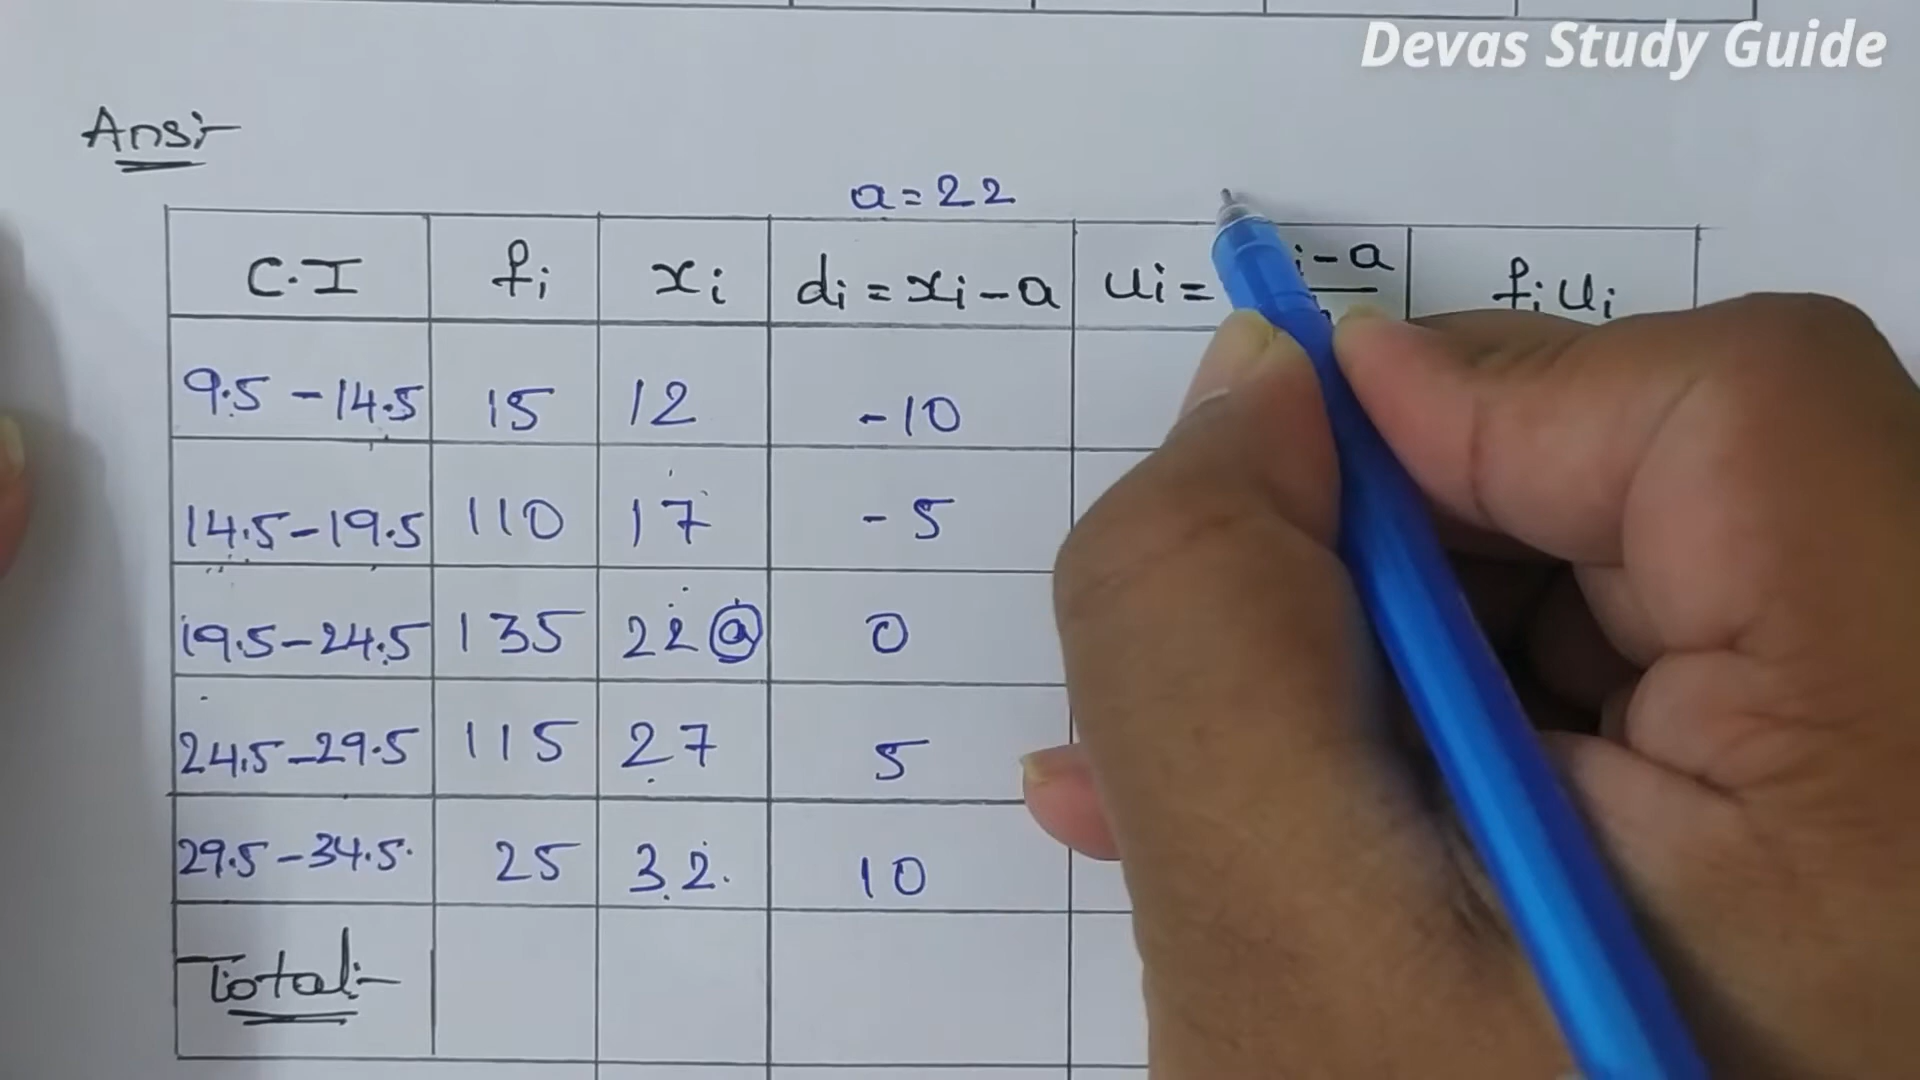 Devas Study Guide
Ans:-
a = 22
C.I fi xi di = xi - a ui = i - a fiui
9.5 - 14.5 15 12 -10
14.5 - 19.5 110 17 -5
19.5 - 24.5 135 22 a 0
24.5 - 29.5 115 27 5
29.5 - 34.5. 25 32. 10
Total:-